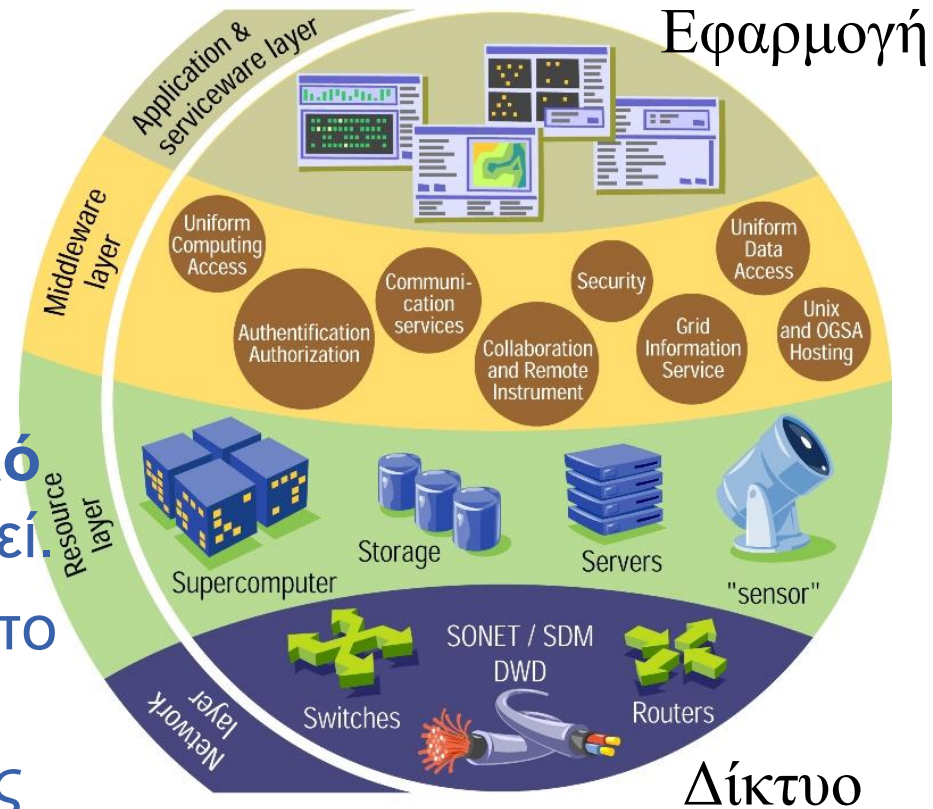 Εφαρμογή
Application &
serviceware layer
Middleware
layer
Uniform
Computing
Access
Authentification
Authorization
Communi-
cation
services
Collaboration
and Remote
Instrument
Security
Grid
Information
Service
Uniform
Data
Access
Unix
and OGSA
Hosting
Resource
layer
Supercomputer
Storage
Servers
"sensor"
Network
layer
Switches
SONET / SDM
DWD
Routers
Δίκτυο